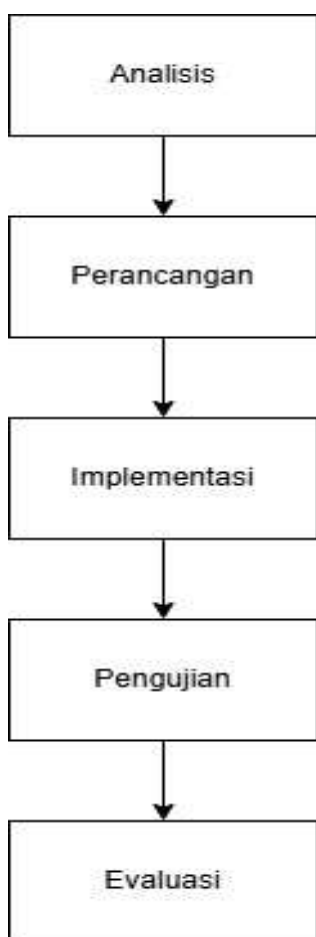 Analisis
Perancangan
Implementasi
Pengujian
Evaluasi